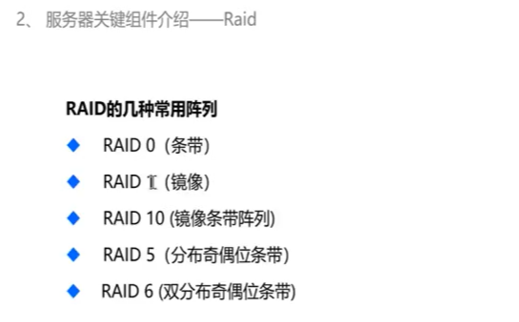 2、 服务器关键组件介绍——Raid
RAID的几种常用阵列
RAID 0（条带）
RAID 1 (镜像)
RAID 10 (镜像条带阵列)
RAID 5（分布奇偶位条带）
RAID 6 (双分布奇偶位条带)